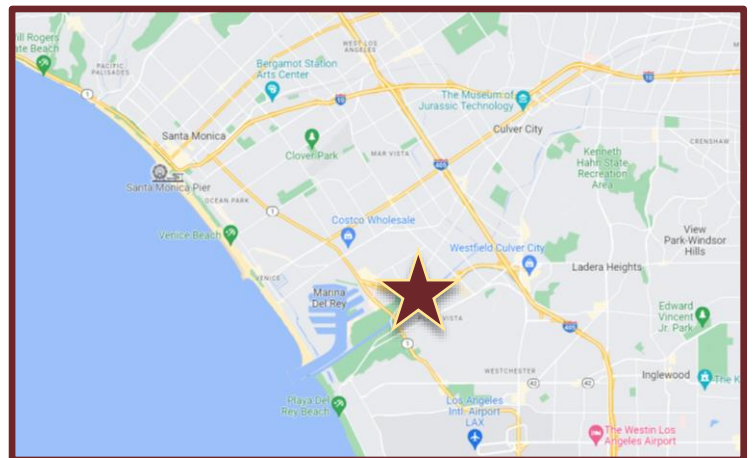 ill Rogers
ate Beach
PACIFIC
PALISADES
1
WEST LOS
ANGELES
Bergamot Station
Arts Center
10
10
The Museum of
Jurassic Technology
Culver City
Santa Monica
Clover Park
MAR VISTA
405
CRENSHAW
Kenneth
Hahn State
Recreation
Area
Santa Monica Pier
OCEAN PARK
1
Costco Wholesale
View
Park-Windsor
Hills
Venice Beach
Westfield Culver City
Ladera Heights
VENICE
Marina
Del Rey
VISTA
Edward
Vincent
Jr. Park
405
1
WESTCHESTER
42
42
Inglewood
The K
Playa Del
Rey Beach
Los Angeles
Intl. Airport
LAX
The Westin Los
Angeles Airport